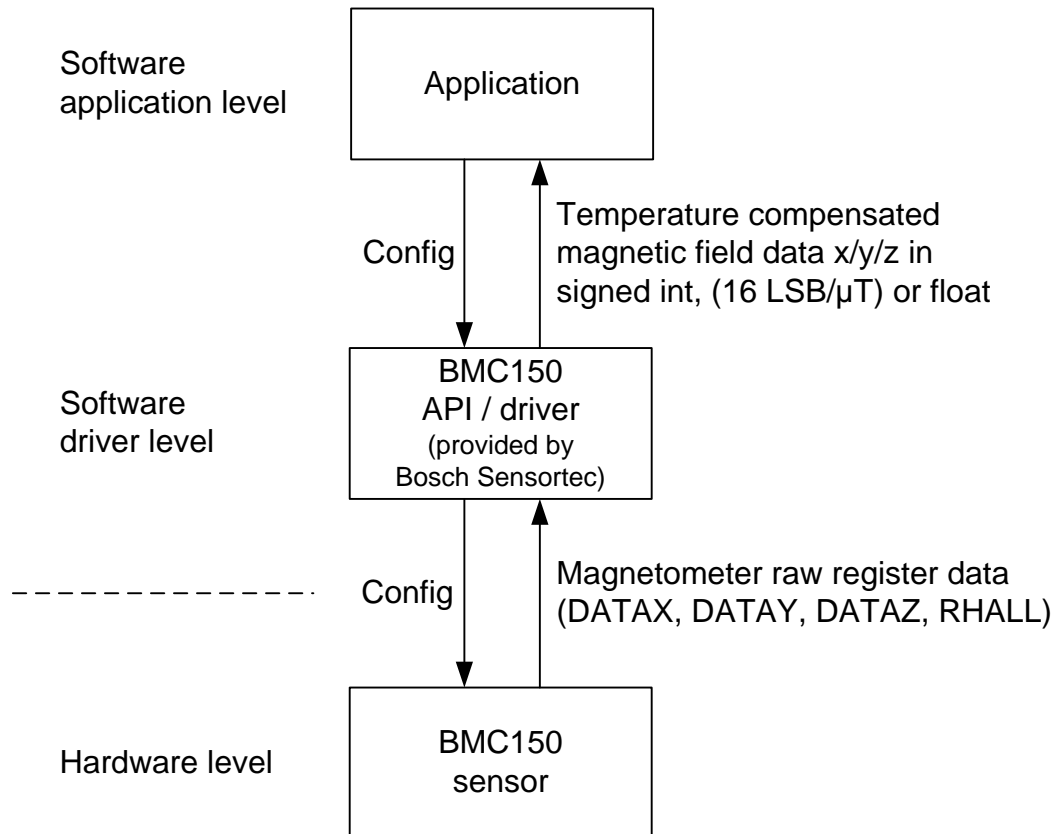 Software
application level
Application
Config
Temperature compensated
magnetic field data x/y/z in
signed int, (16 LSB/µT) or float
Software
driver level
BMC150
API / driver
(provided by
Bosch Sensortec)
Config
Magnetometer raw register data
(DATAX, DATAY, DATAZ, RHALL)
Hardware level
BMC150
sensor